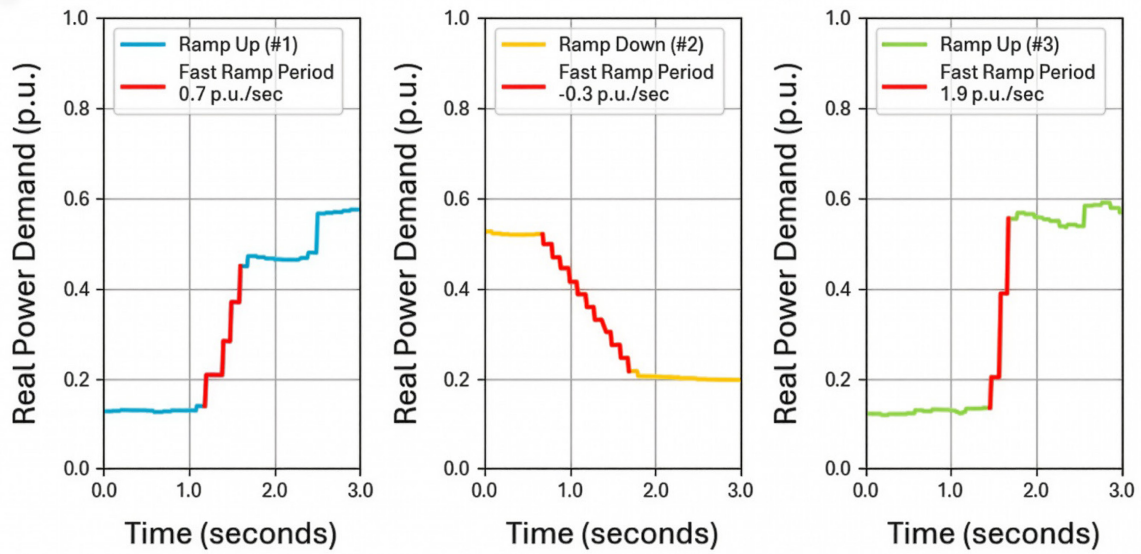 Real Power Demand (p.u.)
1.0
0.8
0.6
0.4
0.2
0.0
Ramp Up (#1)
Fast Ramp Period
0.7 p.u./sec
0.0
1.0
2.0
3.0
Time (seconds)
Real Power Demand (p.u.)
1.0
0.8
0.6
0.4
0.2
0.0
Ramp Down (#2)
Fast Ramp Period
-0.3 p.u./sec
0.0
1.0
2.0
3.0
Time (seconds)
Real Power Demand (p.u.)
1.0
0.8
0.6
0.4
0.2
0.0
Ramp Up (#3)
Fast Ramp Period
1.9 p.u./sec
0.0
1.0
2.0
3.0
Time (seconds)